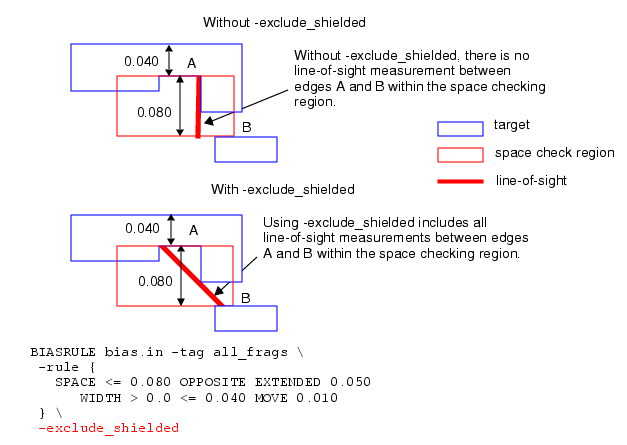 Without -exclude_shielded
0.040
A
0.080
B
Without -exclude_shielded, there is no
line-of-sight measurement between
edges A and B within the space checking
region.
target
space check region
line-of-sight
With -exclude_shielded
0.040
A
0.080
B
Using -exclude_shielded includes all
line-of-sight measurements between edges
A and B within the space checking region.
BIASRULE bias.in -tag all_frags \
-rule {
SPACE <= 0.080 OPPOSITE EXTENDED 0.050
WIDTH > 0.0 <= 0.040 MOVE 0.010
} \
-exclude_shielded